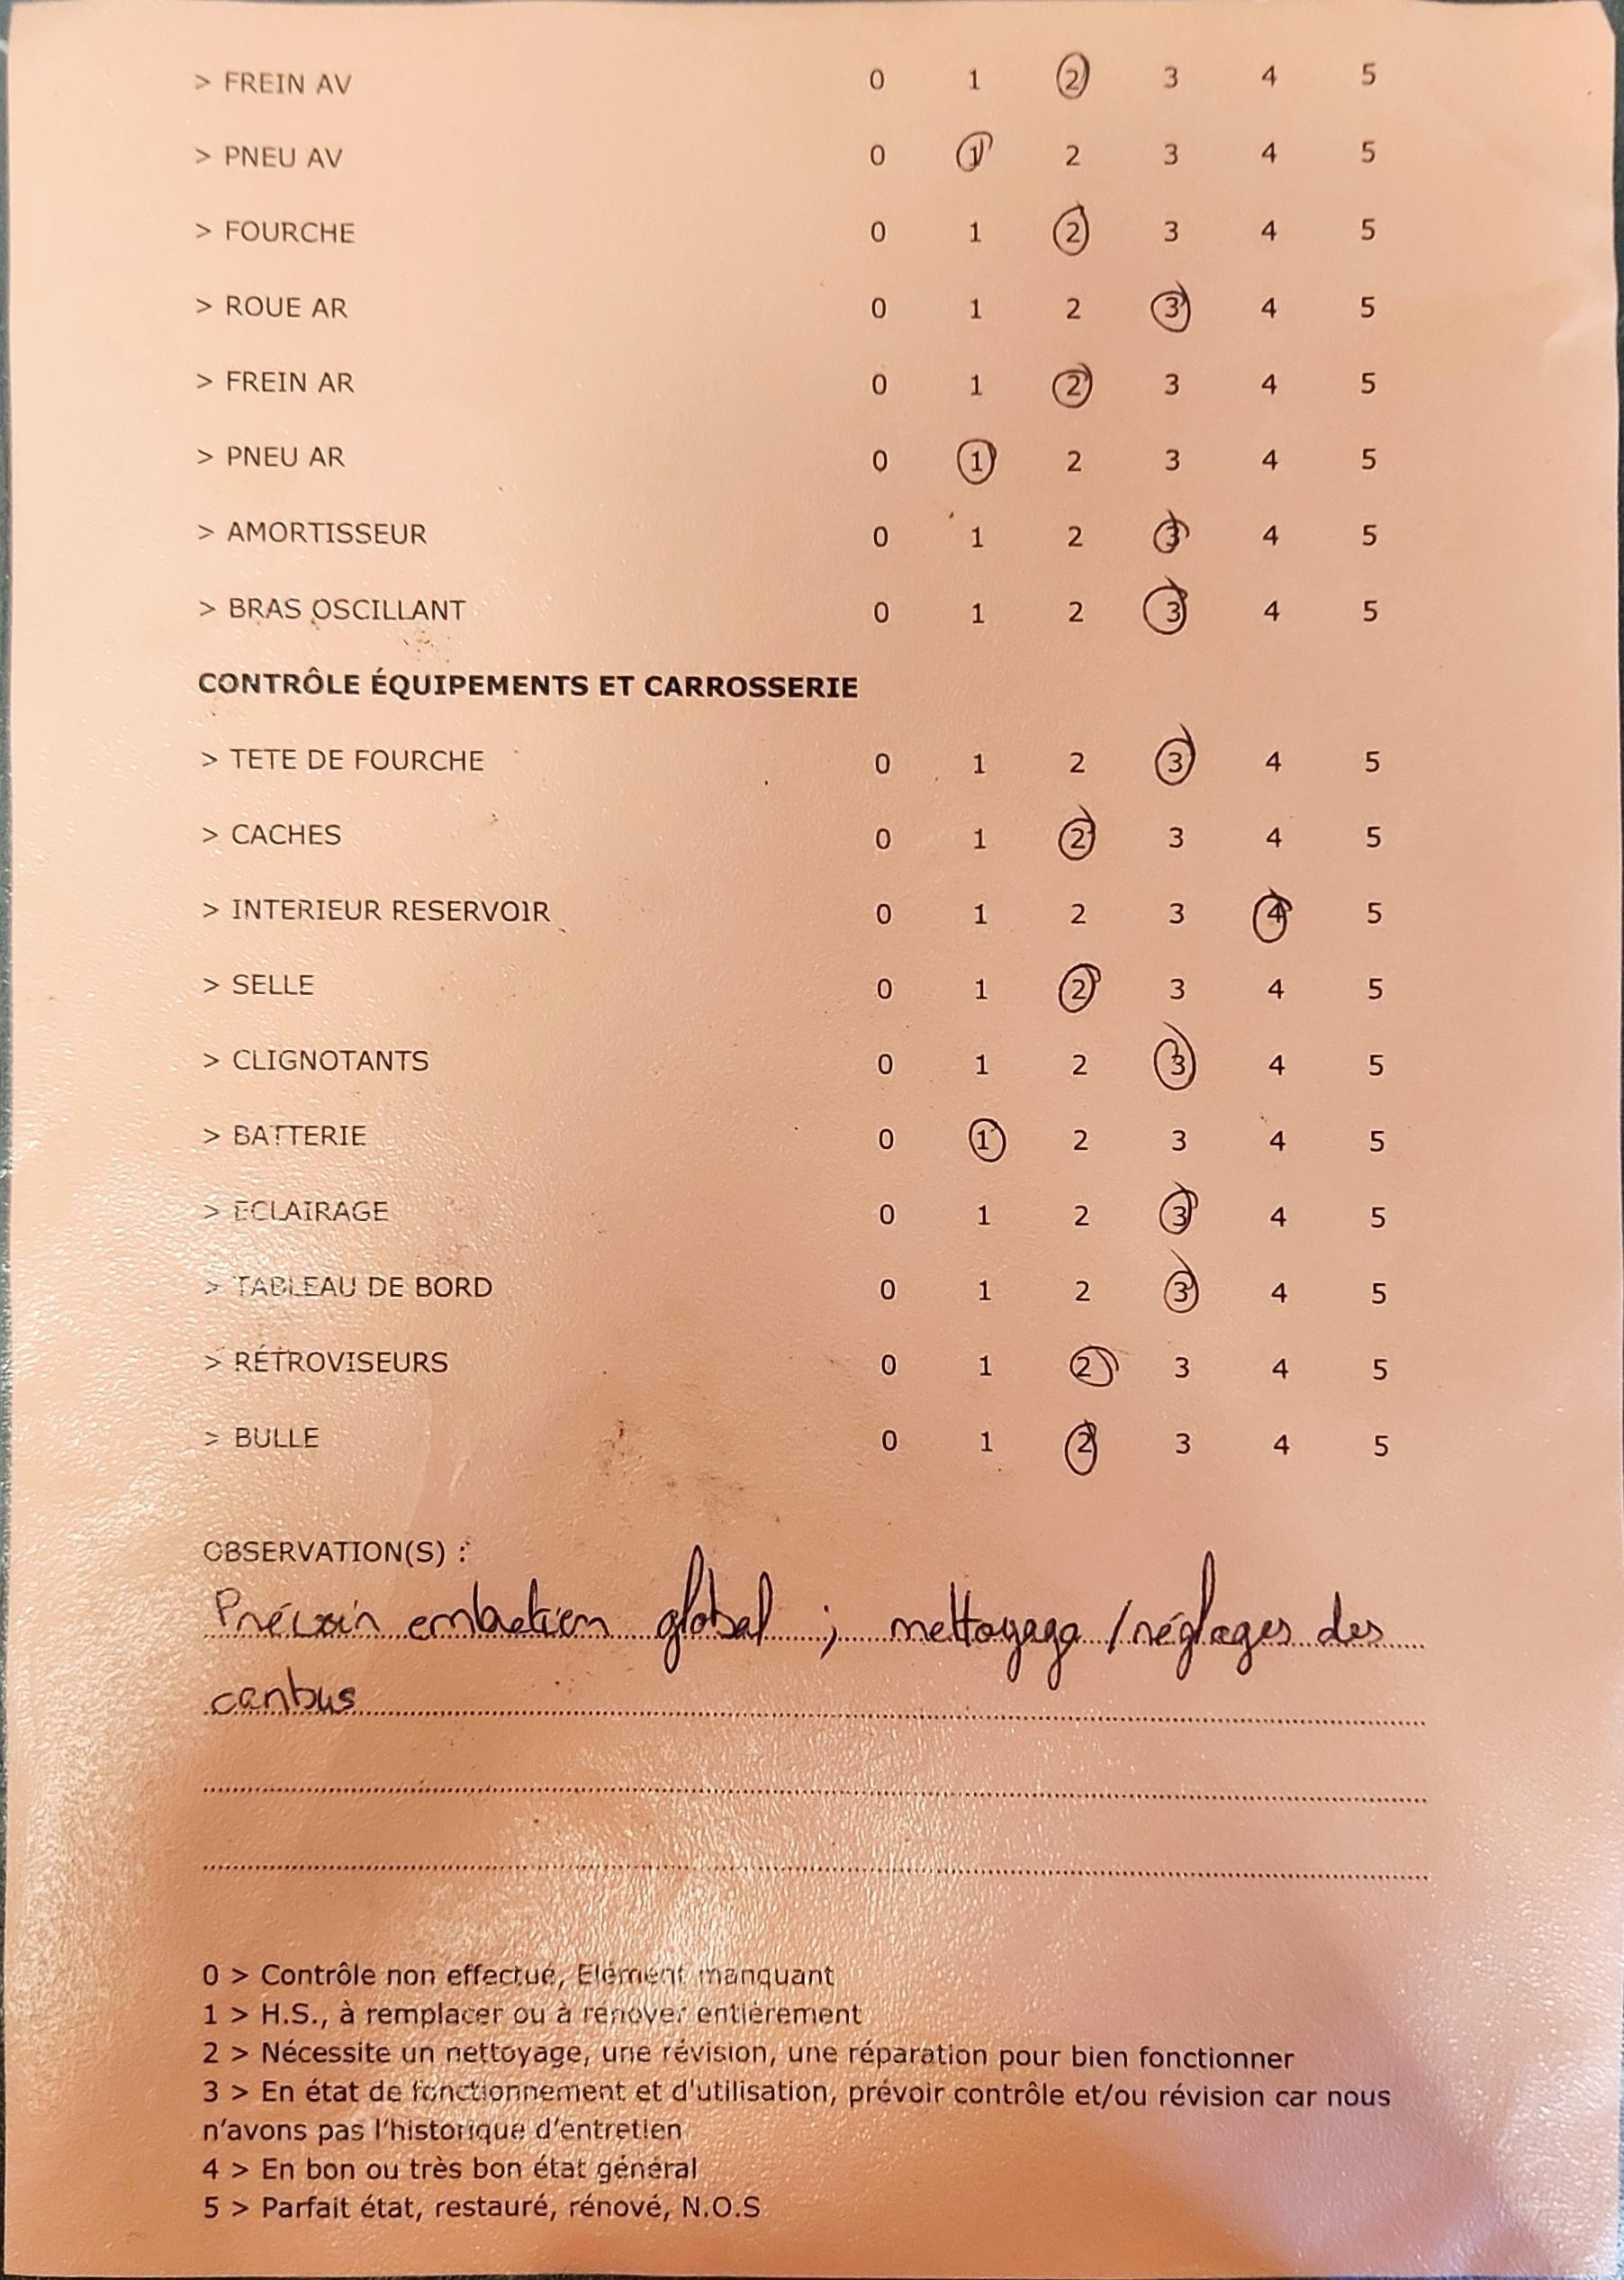 > FREIN AV 0 1 2 3 4 5
> PNEU AV 0 1 2 3 4 5
> FOURCHE 0 1 2 3 4 5
> ROUE AR 0 1 2 3 4 5
> FREIN AR 0 1 2 3 4 5
> PNEU AR 0 1 2 3 4 5
> AMORTISSEUR 0 1 2 3 4 5
> BRAS OSCILLANT 0 1 2 3 4 5
CONTRÔLE ÉQUIPEMENTS ET CARROSSERIE
> TETE DE FOURCHE 0 1 2 3 4 5
> CACHES 0 1 2 3 4 5
> INTERIEUR RESERVOIR 0 1 2 3 4 5
> SELLE 0 1 2 3 4 5
> CLIGNOTANTS 0 1 2 3 4 5
> BATTERIE 0 1 2 3 4 5
> ECLAIRAGE 0 1 2 3 4 5
> TABLEAU DE BORD 0 1 2 3 4 5
> RÉTROVISEURS 0 1 2 3 4 5
> BULLE 0 1 2 3 4 5
OBSERVATION(S) :
Prévoir entretien global ; nettoyage / réglages des
carbus
0 > Contrôle non effectué, Elément manquant
1 > H.S., à remplacer ou à rénover entièrement
2 > Nécessite un nettoyage, une révision, une réparation pour bien fonctionner
3 > En état de fonctionnement et d'utilisation, prévoir contrôle et/ou révision car nous
n'avons pas l'historique d'entretien
4 > En bon ou très bon état général
5 > Parfait état, restauré, rénové, N.O.S